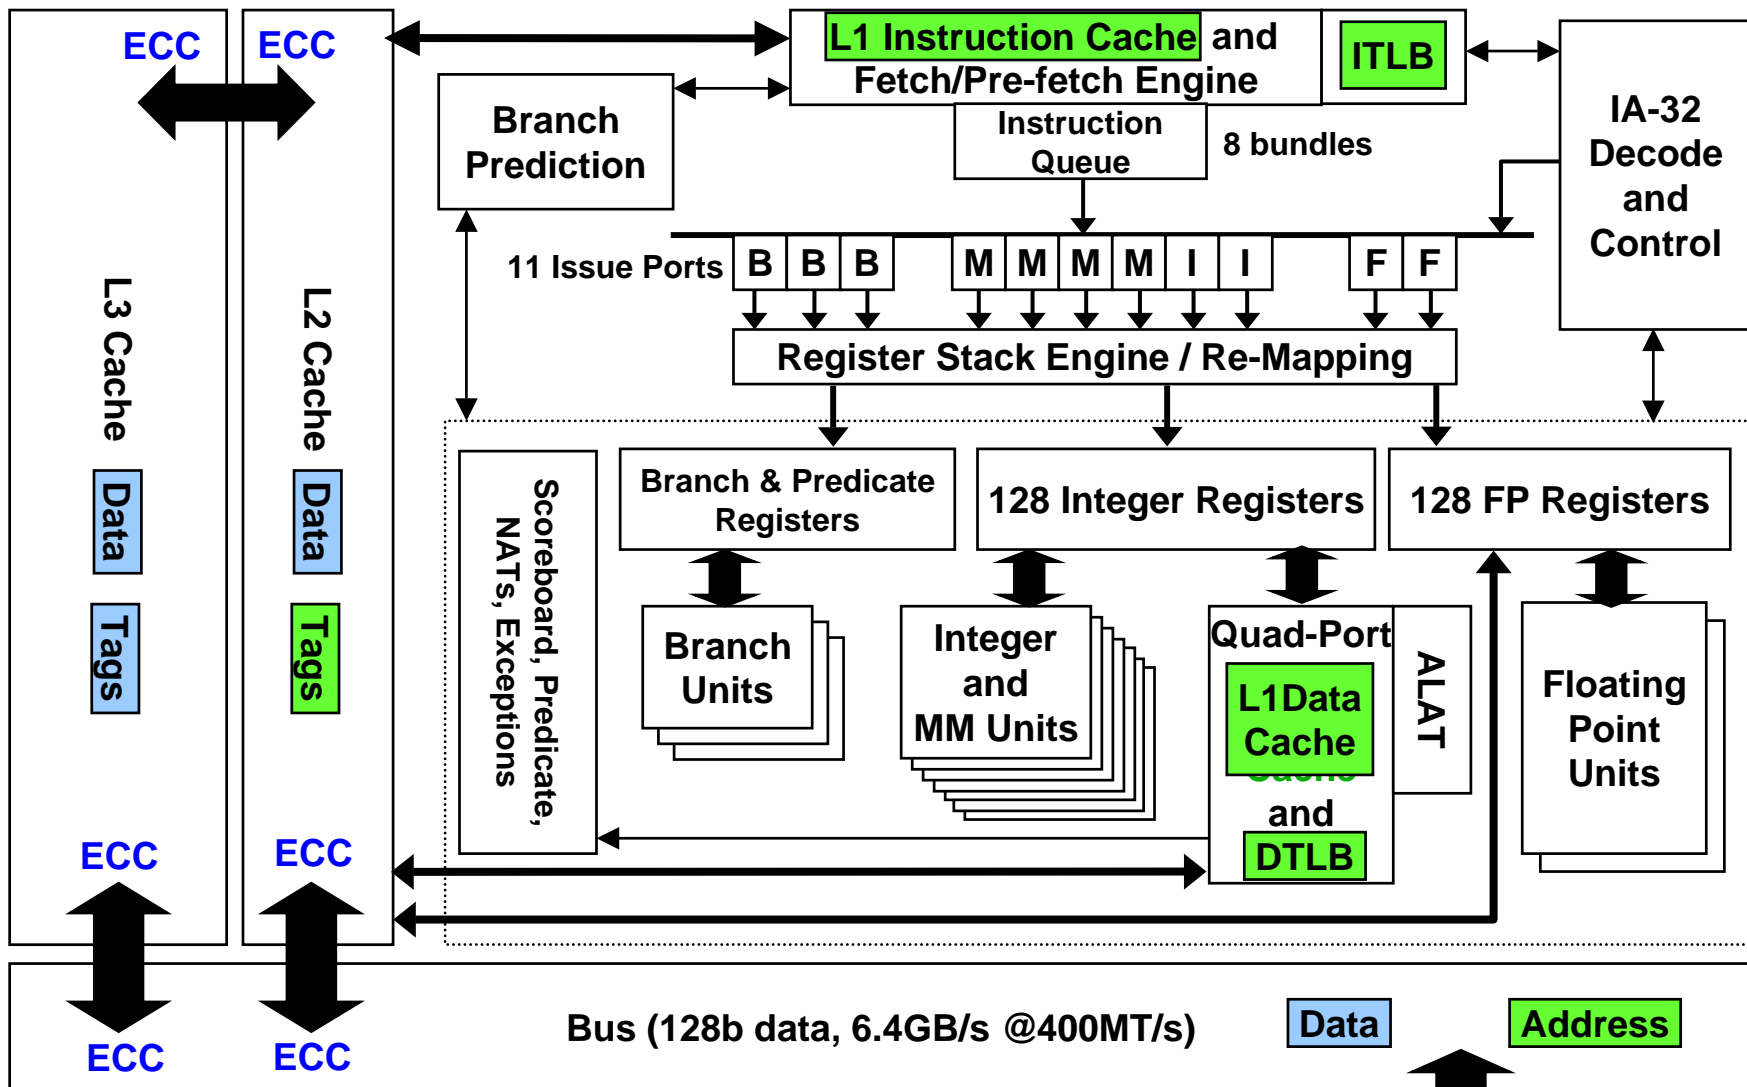 ECC
ECC
L1 Instruction Cache and
Fetch/Pre-fetch Engine
ITLB
IA-32
Decode
and
Control
Branch
Prediction
Instruction
Queue
8 bundles
11 Issue Ports
B B B M M M M I I F F
Register Stack Engine / Re-Mapping
L3 Cache
L2 Cache
Data
Tags
Data
Tags
Scoreboard, Predicate,
NATs, Exceptions
Branch & Predicate
Registers
128 Integer Registers
128 FP Registers
Branch
Units
Integer
and
MM Units
Quad-Port
L1Data
Cache
Cache
and
DTLB
ALAT
Floating
Point
Units
ECC
ECC
Bus (128b data, 6.4GB/s @400MT/s)
Data
Address
ECC
ECC